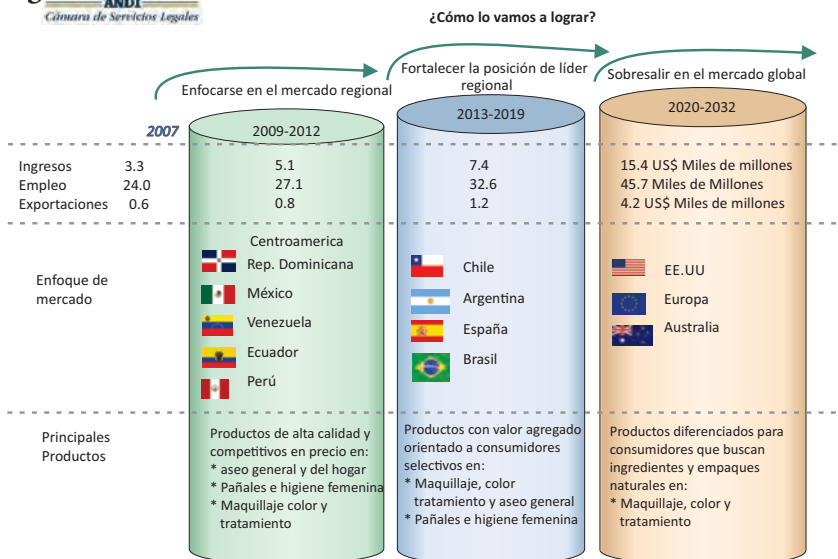 ANDI
Cámara de Servicios Legales
¿Cómo lo vamos a lograr?
Enfocarse en el mercado regional
Fortalecer la posición de líder
regional
Sobresalir en el mercado global
2007
2009-2012
2013-2019
2020-2032
Ingresos 3.3 5.1 7.4 15.4 US$ Miles de millones
Empleo 24.0 27.1 32.6 45.7 Miles de Millones
Exportaciones 0.6 0.8 1.2 4.2 US$ Miles de millones
Enfoque de
mercado
Centroamerica
Rep. Dominicana
México
Venezuela
Ecuador
Perú
Chile
Argentina
España
Brasil
EE.UU
Europa
Australia
Principales
Productos
Productos de alta calidad y
competitivos en precio en:
* aseo general y del hogar
* Pañales e higiene femenina
* Maquillaje color y
tratamiento
Productos con valor agregado
orientado a consumidores
selectivos en:
* Maquillaje, color
tratamiento y aseo general
* Pañales e higiene femenina
Productos diferenciados para
consumidores que buscan
ingredientes y empaques
naturales en:
* Maquillaje, color y
tratamiento